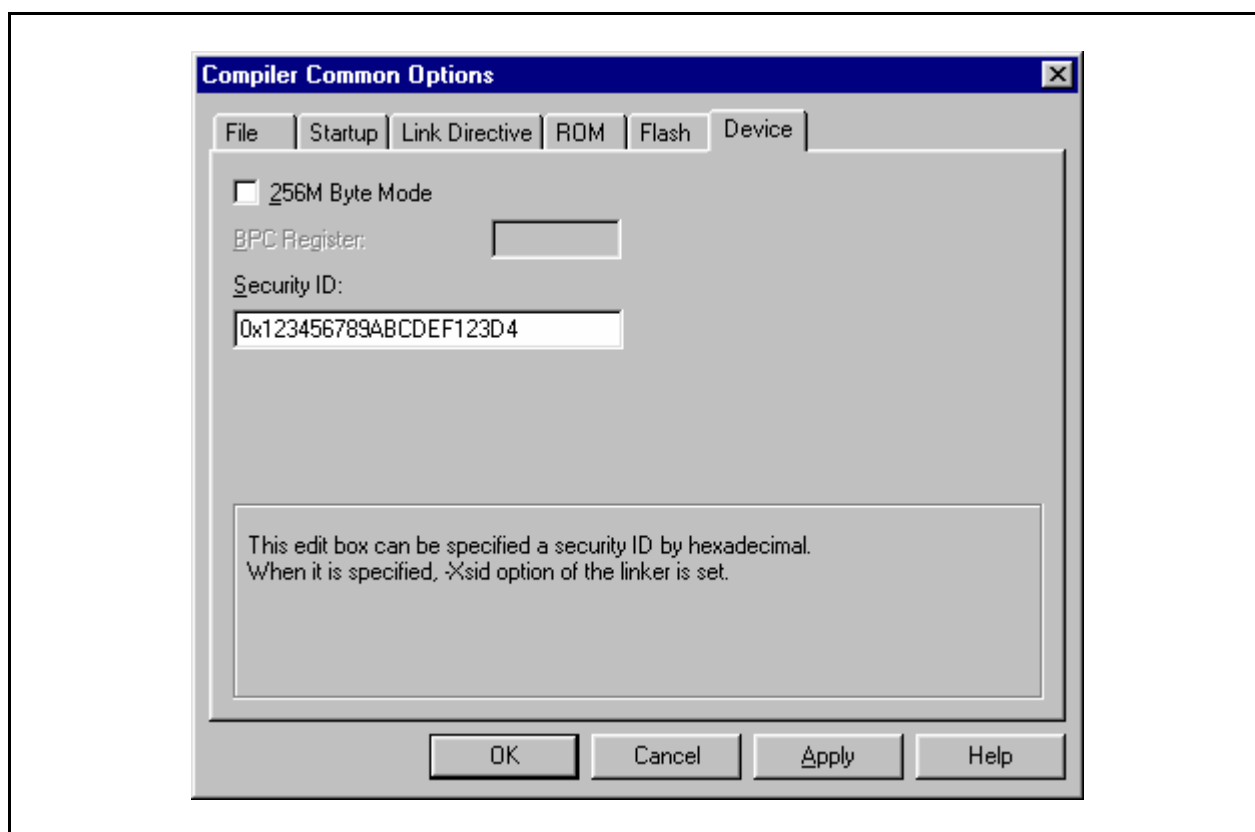 Compiler Common Options
File Startup Link Directive ROM Flash Device
256M Byte Mode
BPC Register:
Security ID:
0x123456789ABCDEF123D4
This edit box can be specified a security ID by hexadecimal.
When it is specified, -Xsid option of the linker is set.
OK Cancel Apply Help